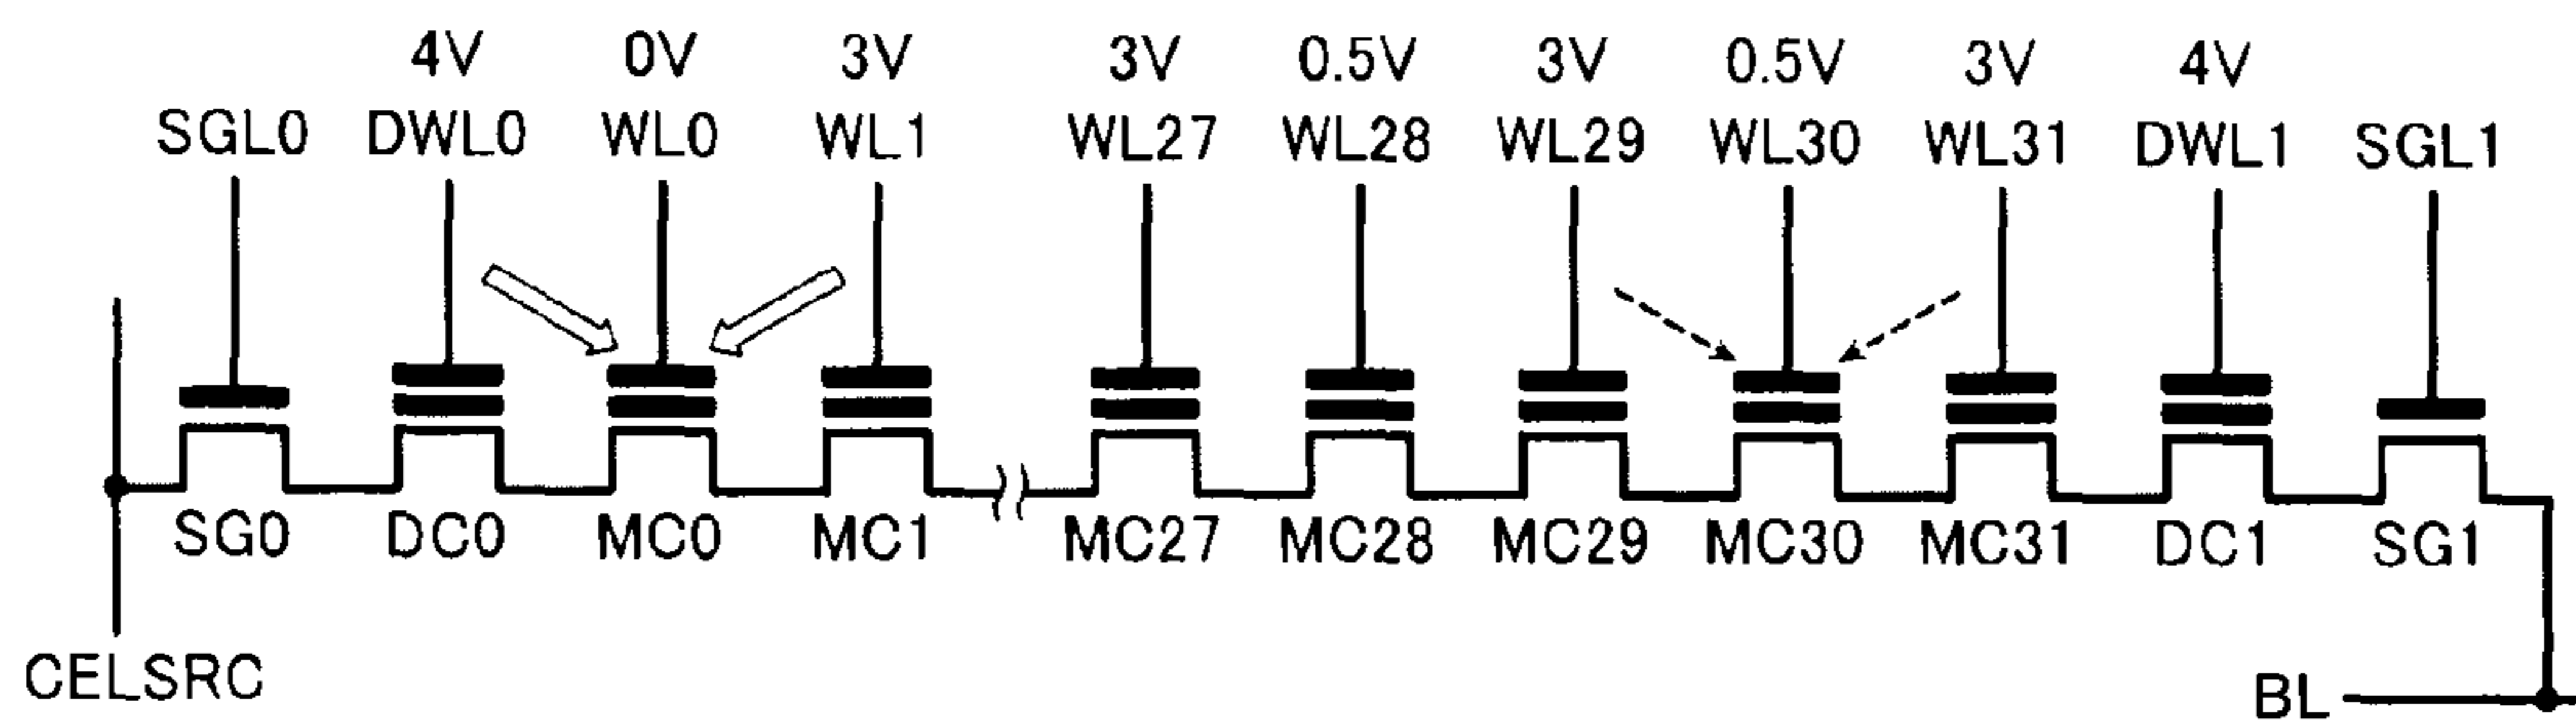 4V 0V 3V 3V 0.5V 3V 0.5V 3V 4V
SGL0 DWL0 WL0 WL1 WL27 WL28 WL29 WL30 WL31 DWL1 SGL1
SG0 DC0 MC0 MC1 MC27 MC28 MC29 MC30 MC31 DC1 SG1
CELSRC
BL